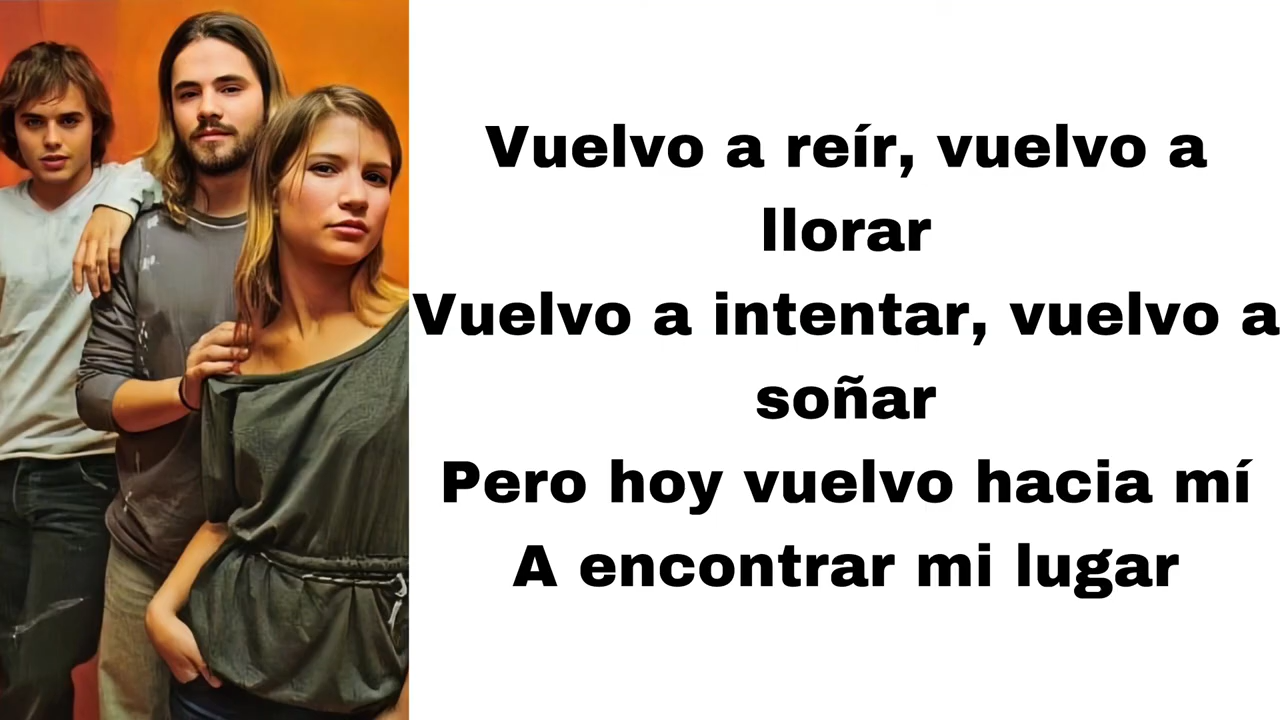 Vuelvo a reír, vuelvo a
llorar
Vuelvo a intentar, vuelvo a
soñar
Pero hoy vuelvo hacia mí
A encontrar mi lugar